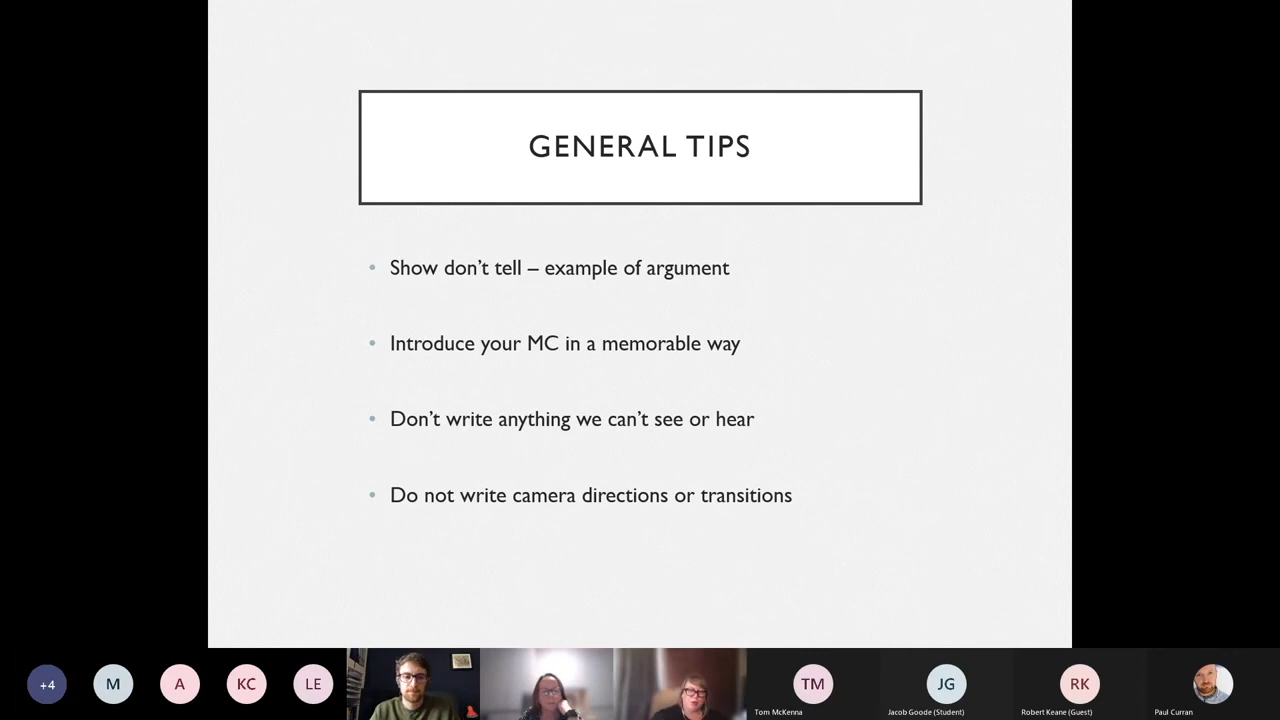 GENERAL TIPS
• Show don't tell – example of argument
• Introduce your MC in a memorable way
• Don't write anything we can't see or hear
• Do not write camera directions or transitions
+4
M
A
KC
LE
TM
Tom McKenna
JG
Jacob Goode (Student)
RK
Robert Keane (Guest)
Paul Curran